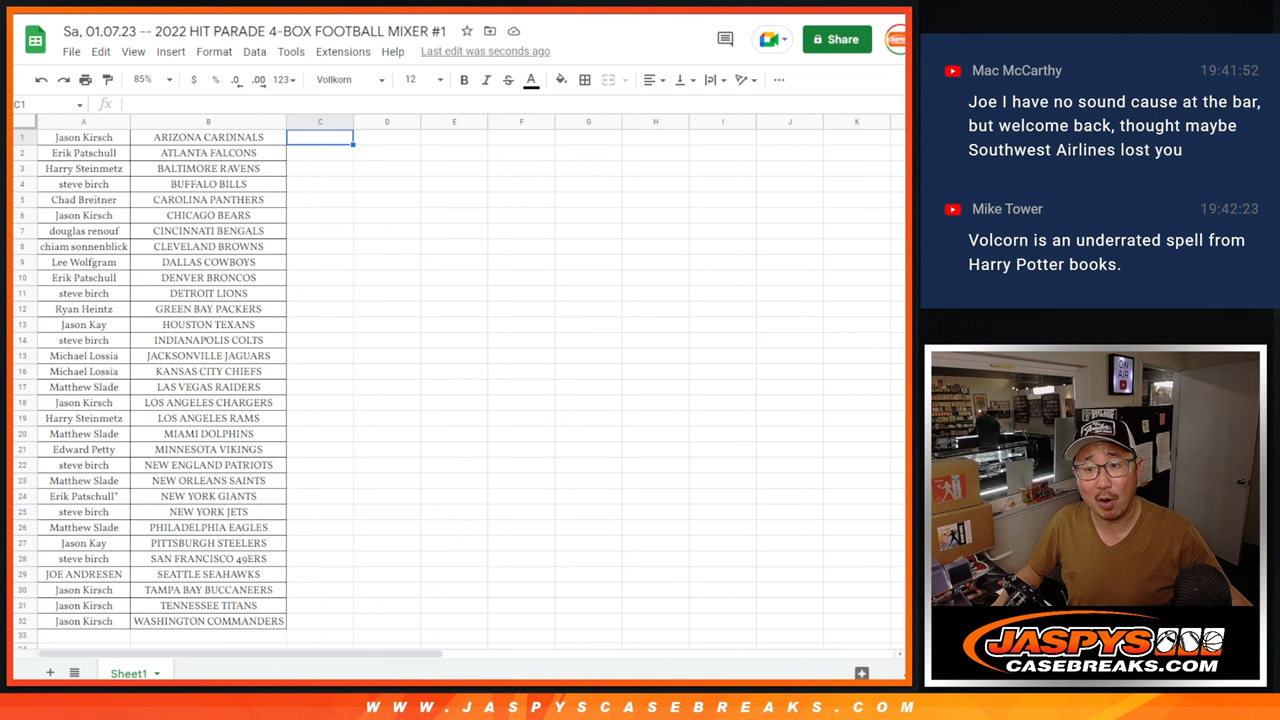 Sa, 01.07.23 -- 2022 HIT PARADE 4-BOX FOOTBALL MIXER #1
File Edit View Insert Format Data Tools Extensions Help Last edit was seconds ago
Share
85% $ % .0 .00 123 Vollkorn 12 B I S A
C1 fx
A B C D E F G H I J K
1 Jason Kirsch ARIZONA CARDINALS
2 Erik Patschull ATLANTA FALCONS
3 Harry Steinmetz BALTIMORE RAVENS
4 steve birch BUFFALO BILLS
5 Chad Breitner CAROLINA PANTHERS
6 Jason Kirsch CHICAGO BEARS
7 douglas renouf CINCINNATI BENGALS
8 chiam sonnenblick CLEVELAND BROWNS
9 Lee Wolfgram DALLAS COWBOYS
10 Erik Patschull DENVER BRONCOS
11 steve birch DETROIT LIONS
12 Ryan Heintz GREEN BAY PACKERS
13 Jason Kay HOUSTON TEXANS
14 steve birch INDIANAPOLIS COLTS
15 Michael Lossia JACKSONVILLE JAGUARS
16 Michael Lossia KANSAS CITY CHIEFS
17 Matthew Slade LAS VEGAS RAIDERS
18 Jason Kirsch LOS ANGELES CHARGERS
19 Harry Steinmetz LOS ANGELES RAMS
20 Matthew Slade MIAMI DOLPHINS
21 Edward Petty MINNESOTA VIKINGS
22 steve birch NEW ENGLAND PATRIOTS
23 Matthew Slade NEW ORLEANS SAINTS
24 Erik Patschull* NEW YORK GIANTS
25 steve birch NEW YORK JETS
26 Matthew Slade PHILADELPHIA EAGLES
27 Jason Kay PITTSBURGH STEELERS
28 steve birch SAN FRANCISCO 49ERS
29 JOE ANDRESEN SEATTLE SEAHAWKS
30 Jason Kirsch TAMPA BAY BUCCANEERS
31 Jason Kirsch TENNESSEE TITANS
32 Jason Kirsch WASHINGTON COMMANDERS
33
Sheet1
Mac McCarthy 19:41:52
Joe I have no sound cause at the bar,
but welcome back, thought maybe
Southwest Airlines lost you
Mike Tower 19:42:23
Volcorn is an underrated spell from
Harry Potter books.
ON
AIR
JASPYS
CASEBREAKS.COM
WWW.JASPYSCASEBREAKS.COM